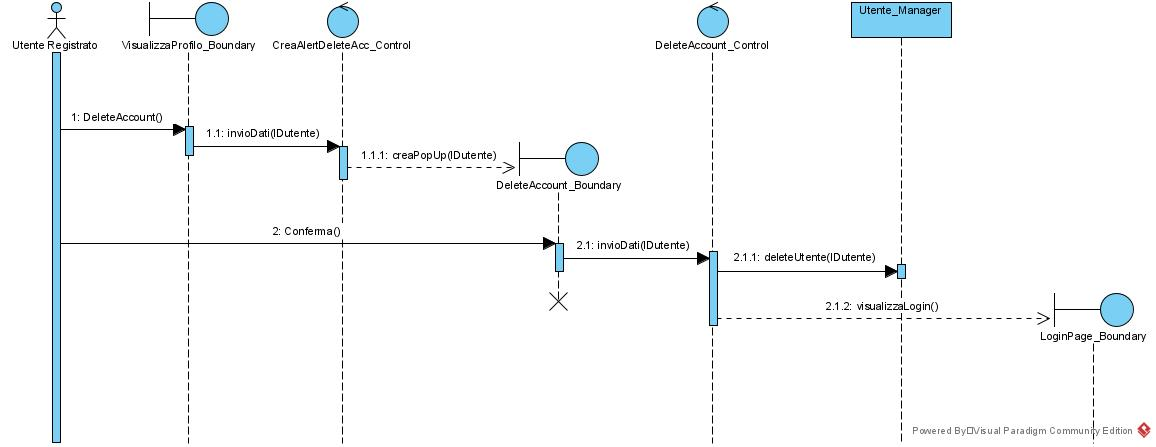 Utente Registrato
VisualizzaProfilo_Boundary
CreaAlertDeleteAcc_Control
DeleteAccount_Control
Utente_Manager
1: DeleteAccount()
1.1: invioDati(IDutente)
1.1.1: creaPopUp(IDutente)
DeleteAccount_Boundary
2: Conferma()
2.1: invioDati(IDutente)
2.1.1: deleteUtente(IDutente)
2.1.2: visualizzaLogin()
LoginPage_Boundary
Powered By Visual Paradigm Community Edition